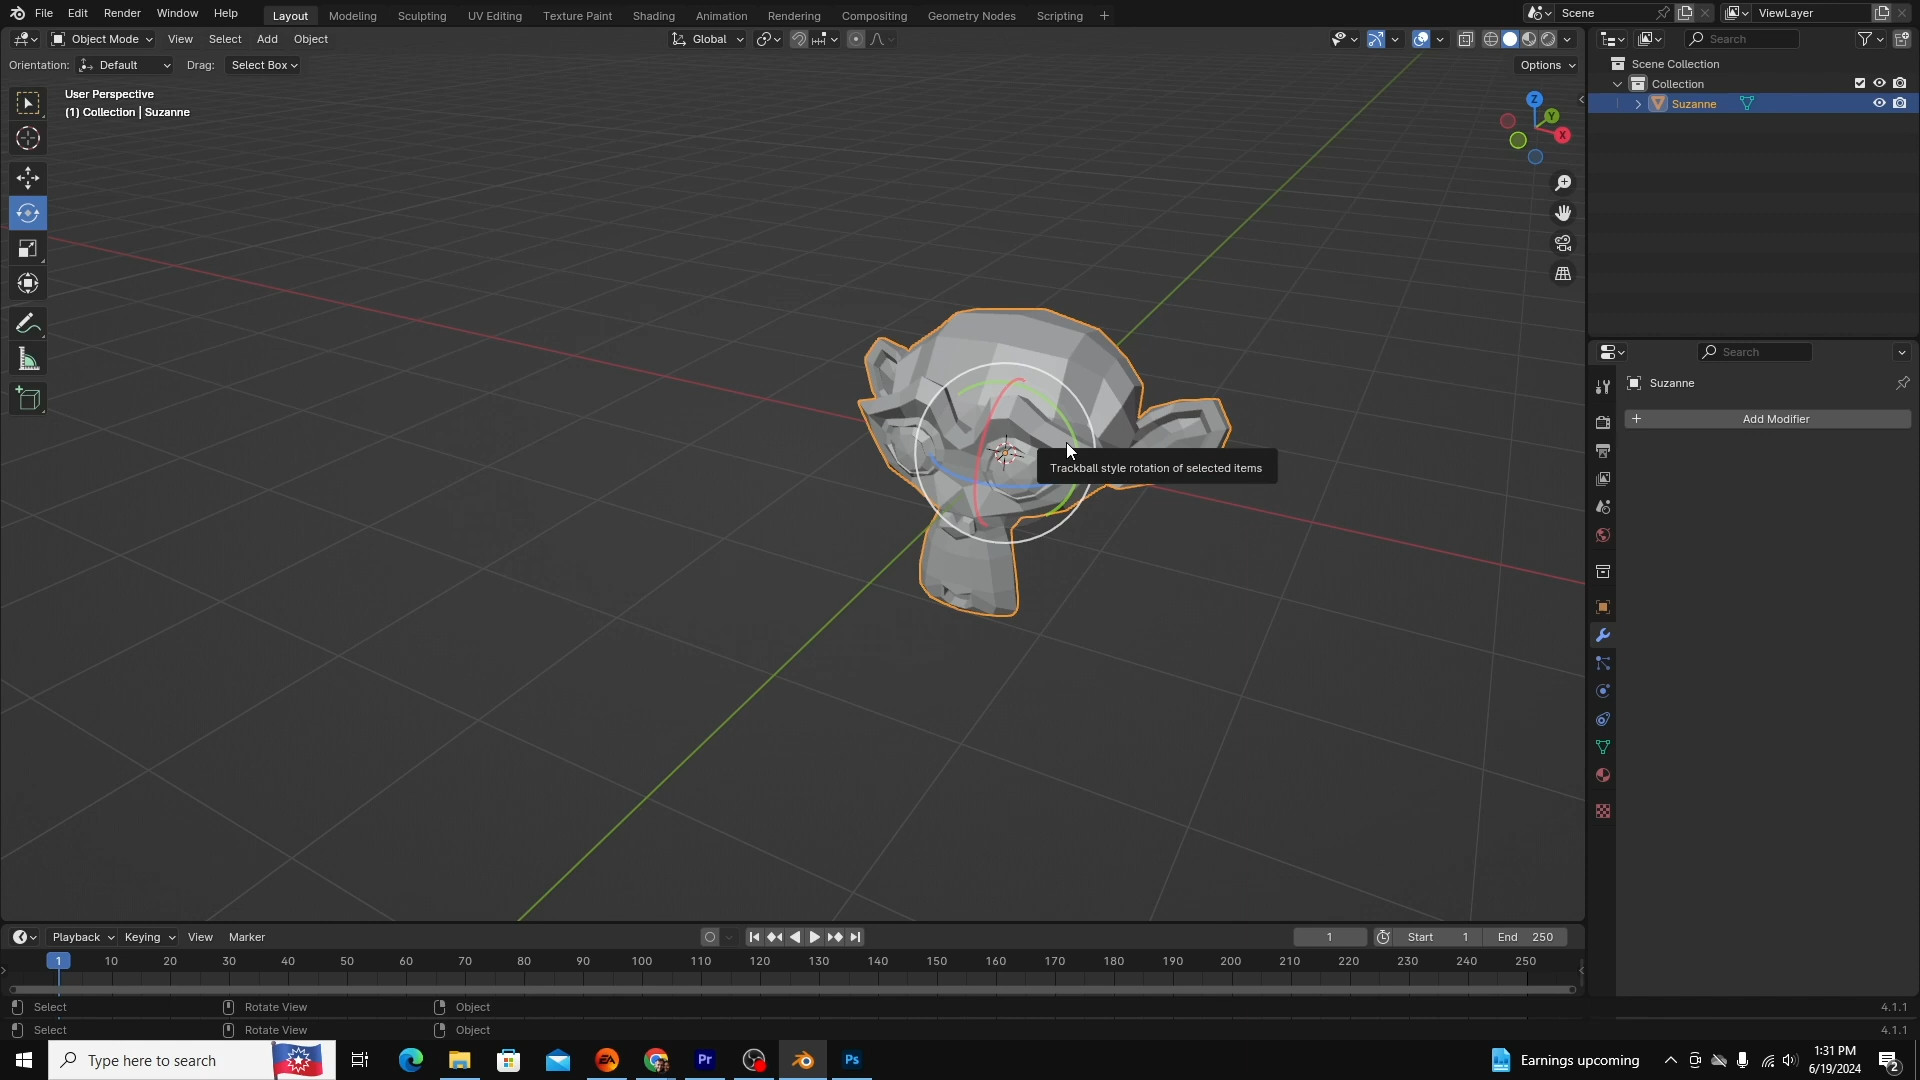 File Edit Render Window Help Layout Modeling Sculpting UV Editing Texture Paint Shading Animation Rendering Compositing Geometry Nodes Scripting + Scene ViewLayer
Object Mode View Select Add Object Global Search
Orientation: Default Drag: Select Box Options
User Perspective
(1) Collection | Suzanne
Z
Y
X
Scene Collection
Collection
Suzanne
Search
Suzanne
+ Add Modifier
Trackball style rotation of selected items
Playback Keying View Marker 1 Start 1 End 250
1 10 20 30 40 50 60 70 80 90 100 110 120 130 140 150 160 170 180 190 200 210 220 230 240 250
Select Rotate View Object 4.1.1
Select Rotate View Object 4.1.1
Type here to search EA Pr Ps Earnings upcoming 1:31 PM
6/19/2024 2